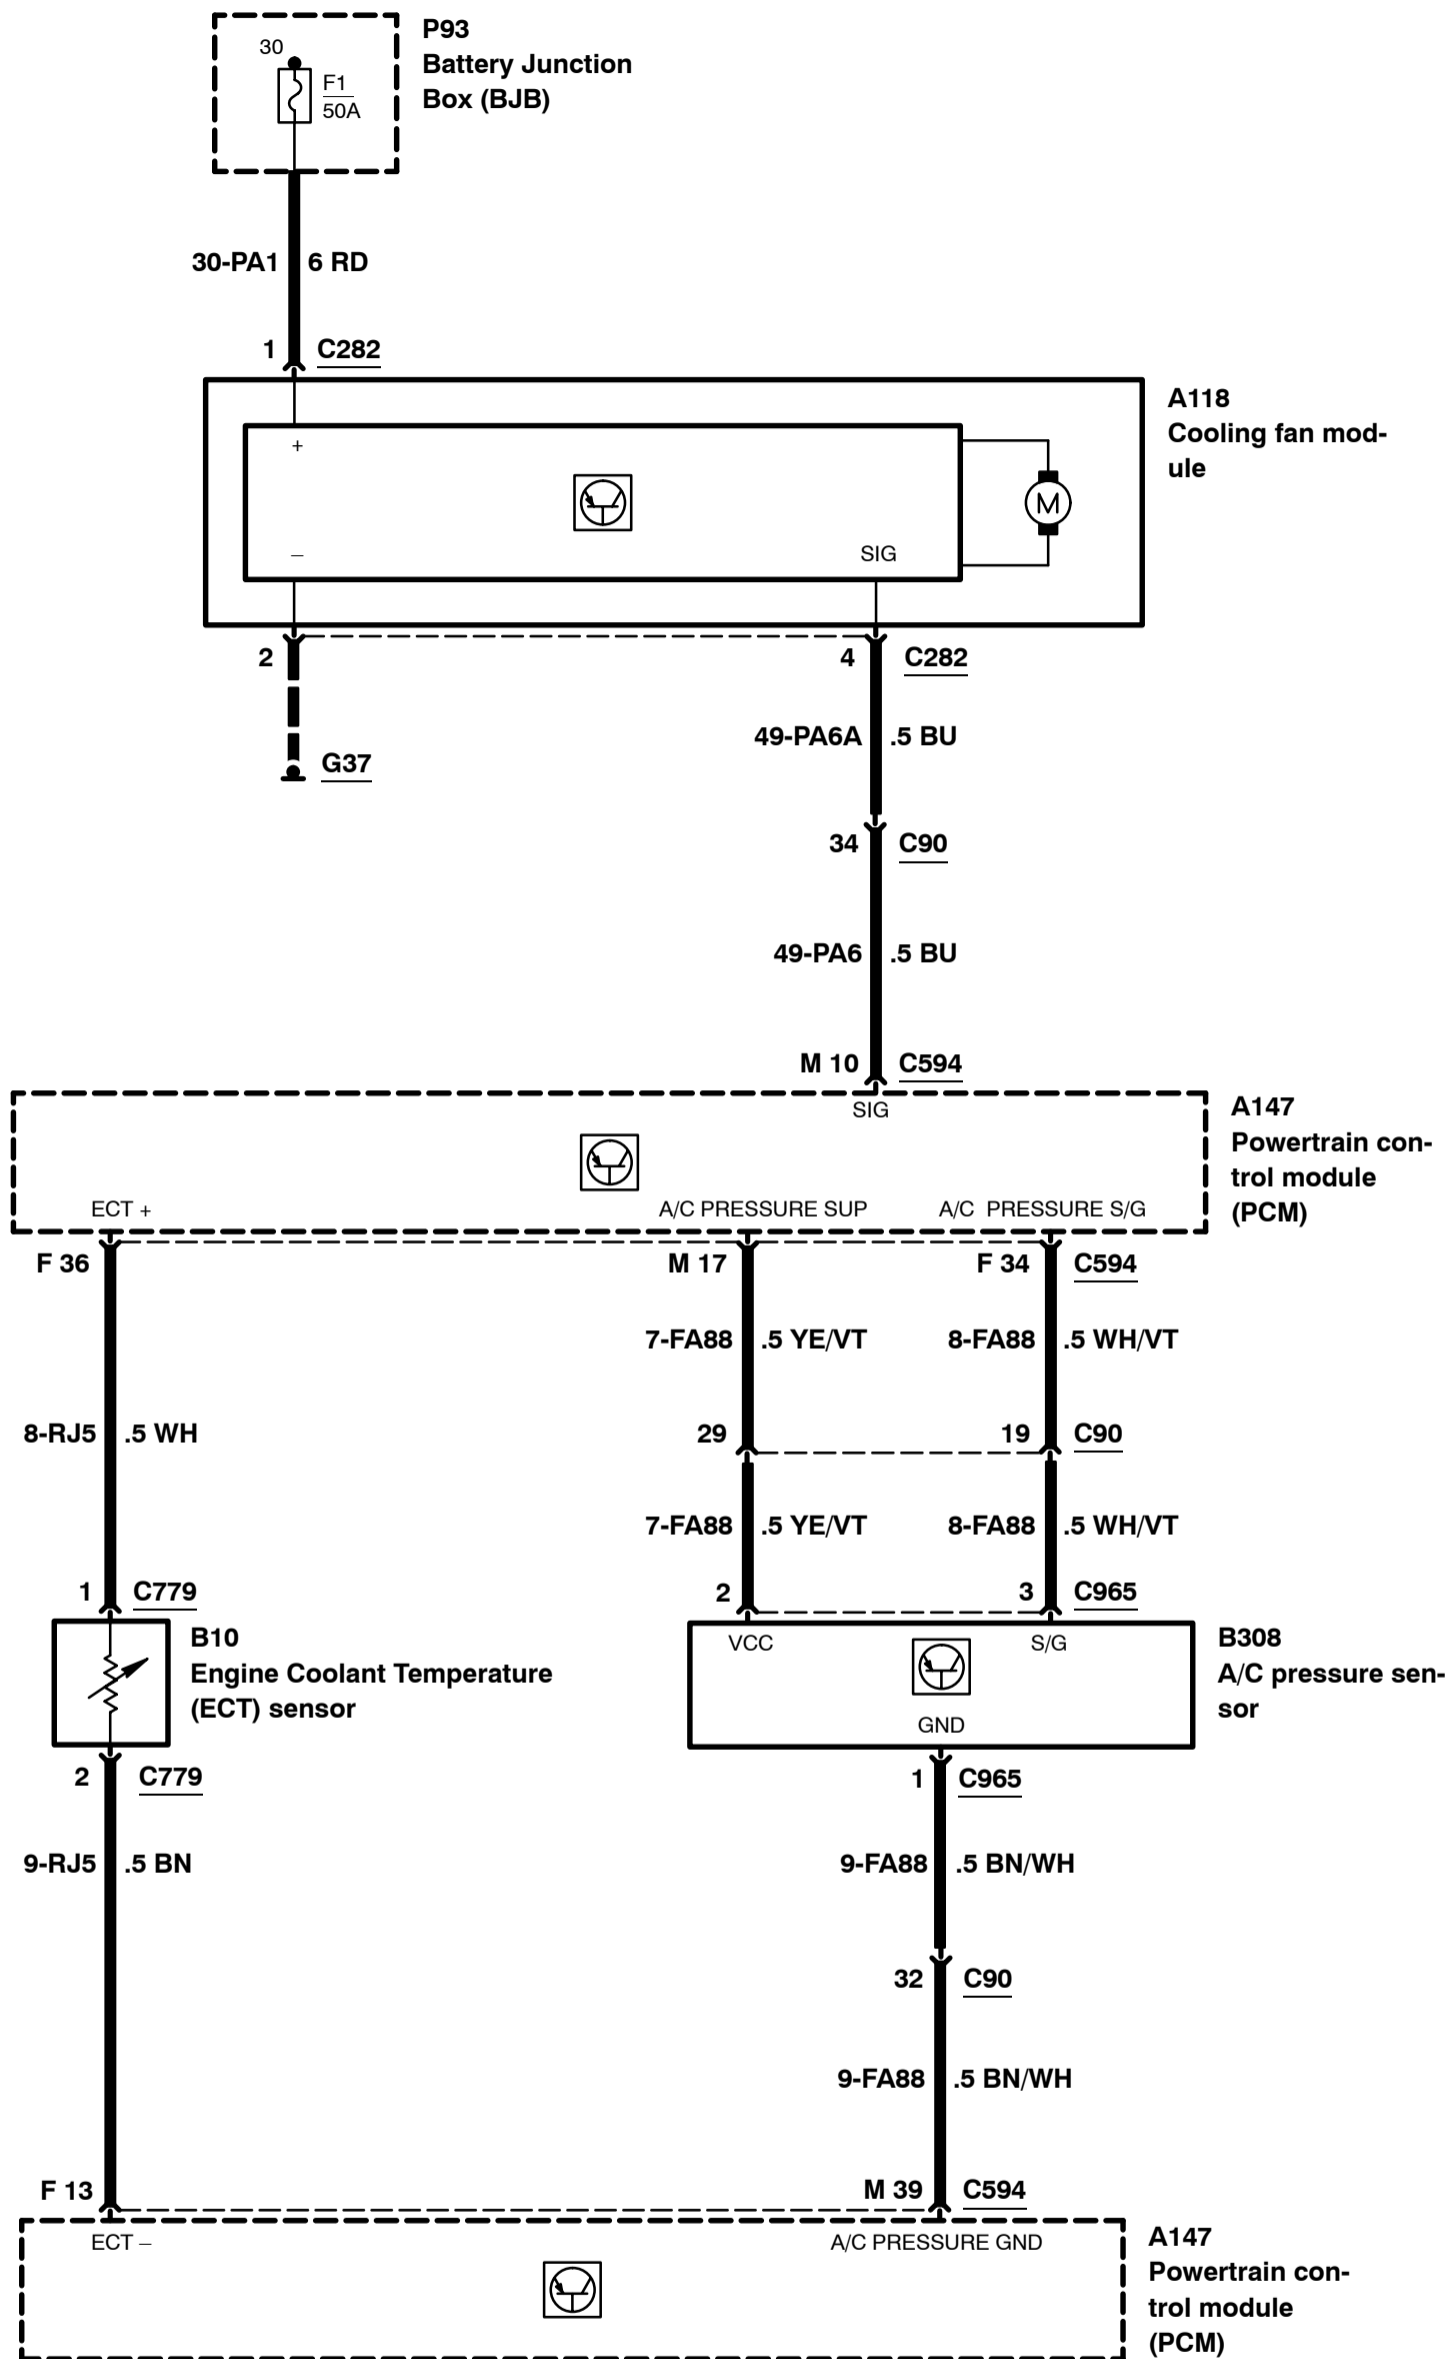 P93
Battery Junction
Box (BJB)
30
F1
50A
30-PA1 6 RD
1 C282
A118
Cooling fan mod-
ule
+
M
– SIG
2 4 C282
49-PA6A .5 BU
G37
34 C90
49-PA6 .5 BU
M 10 C594
SIG
A147
Powertrain con-
trol module
(PCM)
ECT + A/C PRESSURE SUP A/C PRESSURE S/G
F 36 M 17 F 34 C594
7-FA88 .5 YE/VT 8-FA88 .5 WH/VT
8-RJ5 .5 WH 29 19 C90
7-FA88 .5 YE/VT 8-FA88 .5 WH/VT
1 C779 2 3 C965
B10
Engine Coolant Temperature
(ECT) sensor
VCC S/G
GND
B308
A/C pressure sen-
sor
2 C779 1 C965
9-RJ5 .5 BN 9-FA88 .5 BN/WH
32 C90
9-FA88 .5 BN/WH
F 13 M 39 C594
ECT – A/C PRESSURE GND
A147
Powertrain con-
trol module
(PCM)